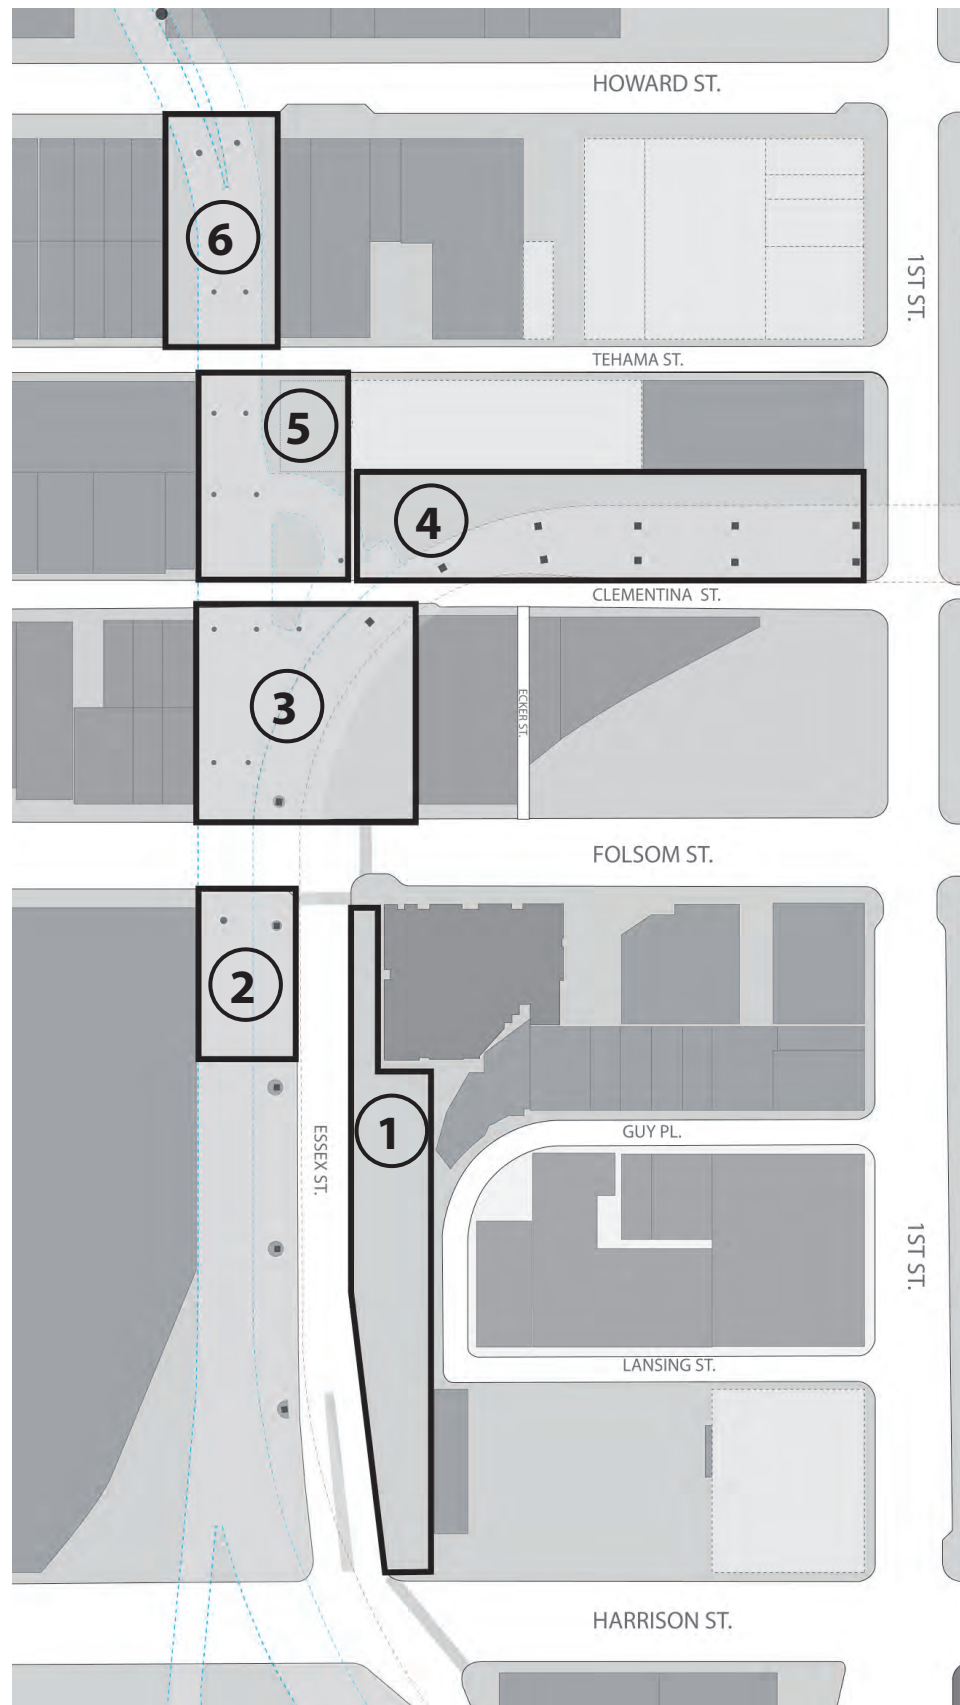 HOWARD ST.
6
1ST ST.
TEHAMA ST.
5
4
CLEMENTINA ST.
3
ECKER ST.
FOLSOM ST.
2
1
ESSEX ST.
GUY PL.
1ST ST.
LANSING ST.
HARRISON ST.